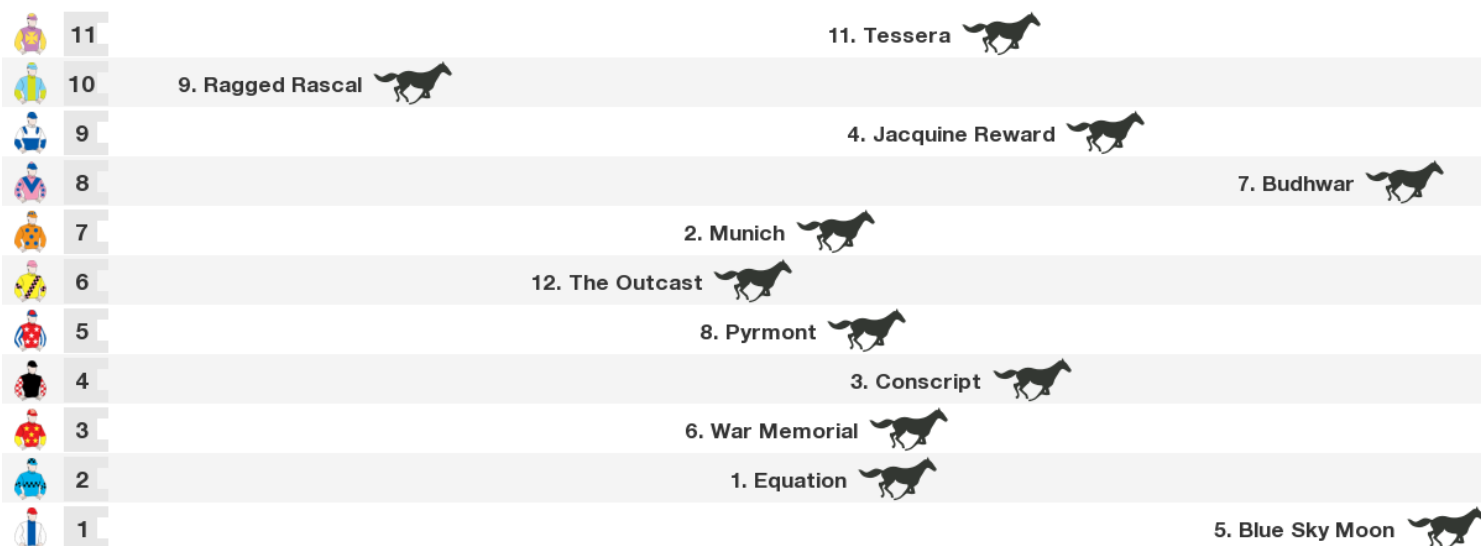 11 11. Tessera
10 9. Ragged Rascal
9 4. Jacquine Reward
8 7. Budhwar
7 2. Munich
6 12. The Outcast
5 8. Pyrmont
4 3. Conscript
3 6. War Memorial
2 1. Equation
1 5. Blue Sky Moon